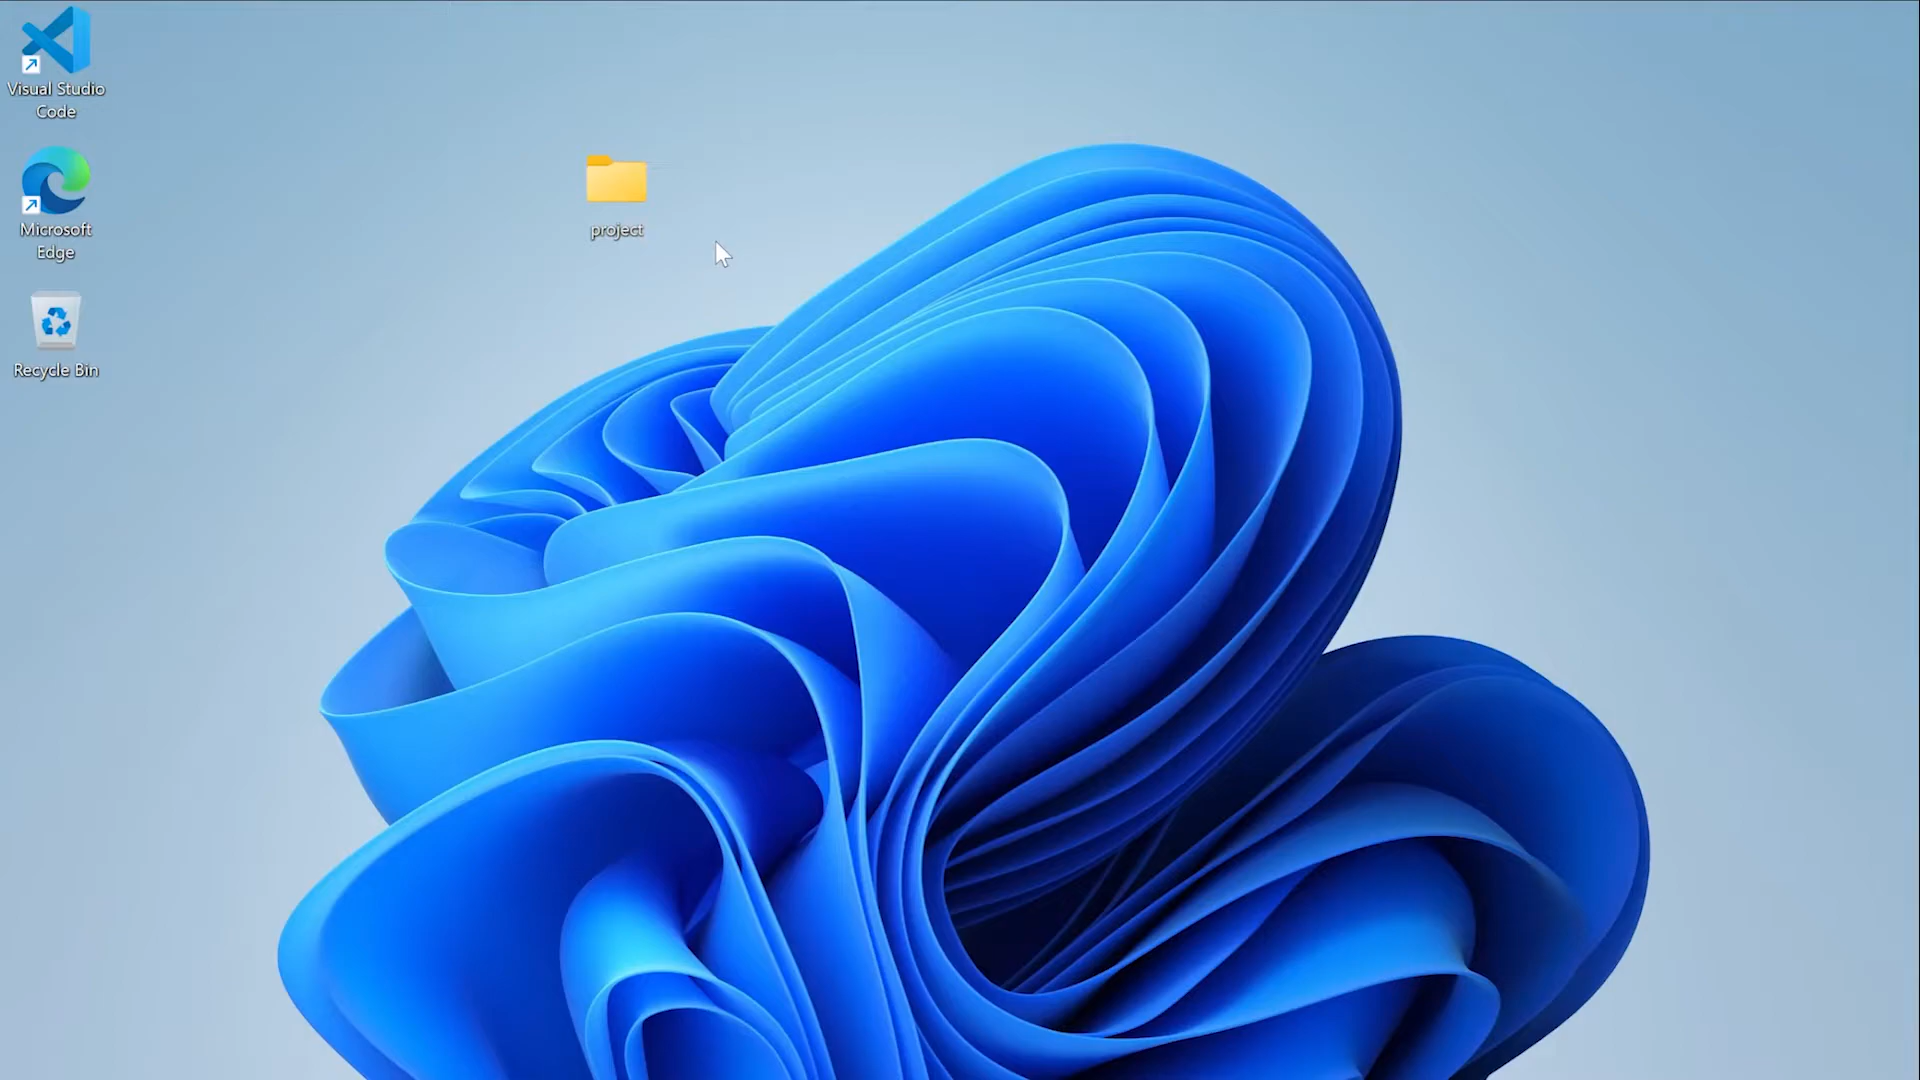 Visual Studio
Code
Microsoft
Edge
Recycle Bin
project